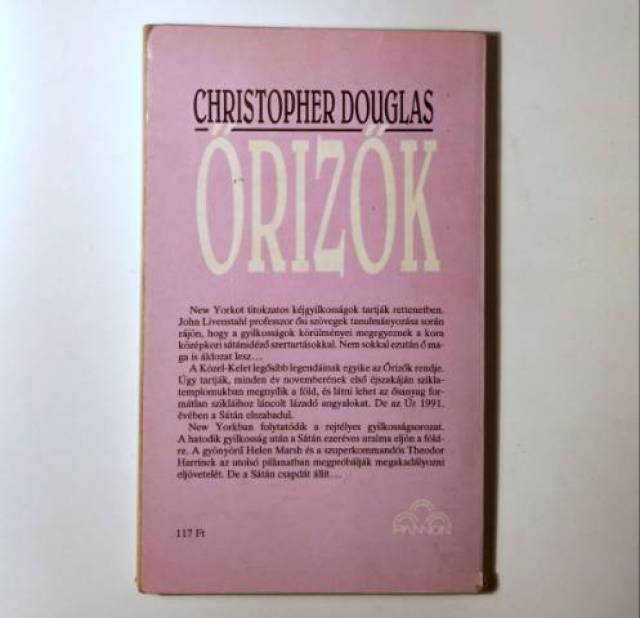 CHRISTOPHER DOUGLAS
ŐRIZŐK
New Yorkot titokzatos kéjgyilkosságok tartják rettenetben.
John Livenstahl professzor ősi szövegek tanulmányozása során
rájön, hogy a gyilkosságok körülményei megegyeznek a kora
középkori sátánidéző szertartásokkal. Nem sokkal ezután ő ma-
ga is áldozat lesz...
A Közel-Kelet legősibb legendáinak egyike az Őrizők rendje.
Úgy tartják, minden év novemberének első éjszakáján szikla-
templomukban megnyílik a föld, és látni lehet az ősanyag for-
mátlan szikláihoz láncolt lázadó angyalokat. De az Úr 1991.
évében a Sátán elszabadul.
New Yorkban folytatódik a rejtélyes gyilkosságsorozat.
A hatodik gyilkosság után a Sátán ezeréves uralma eljön a föld-
re. A gyönyörű Helen Marsh és a szuperkommandós Theodor
Harrinck az utolsó pillanatban megpróbálják megakadályozni
eljövetelét. De a Sátán csapdát állít...
117 Ft
PANNON